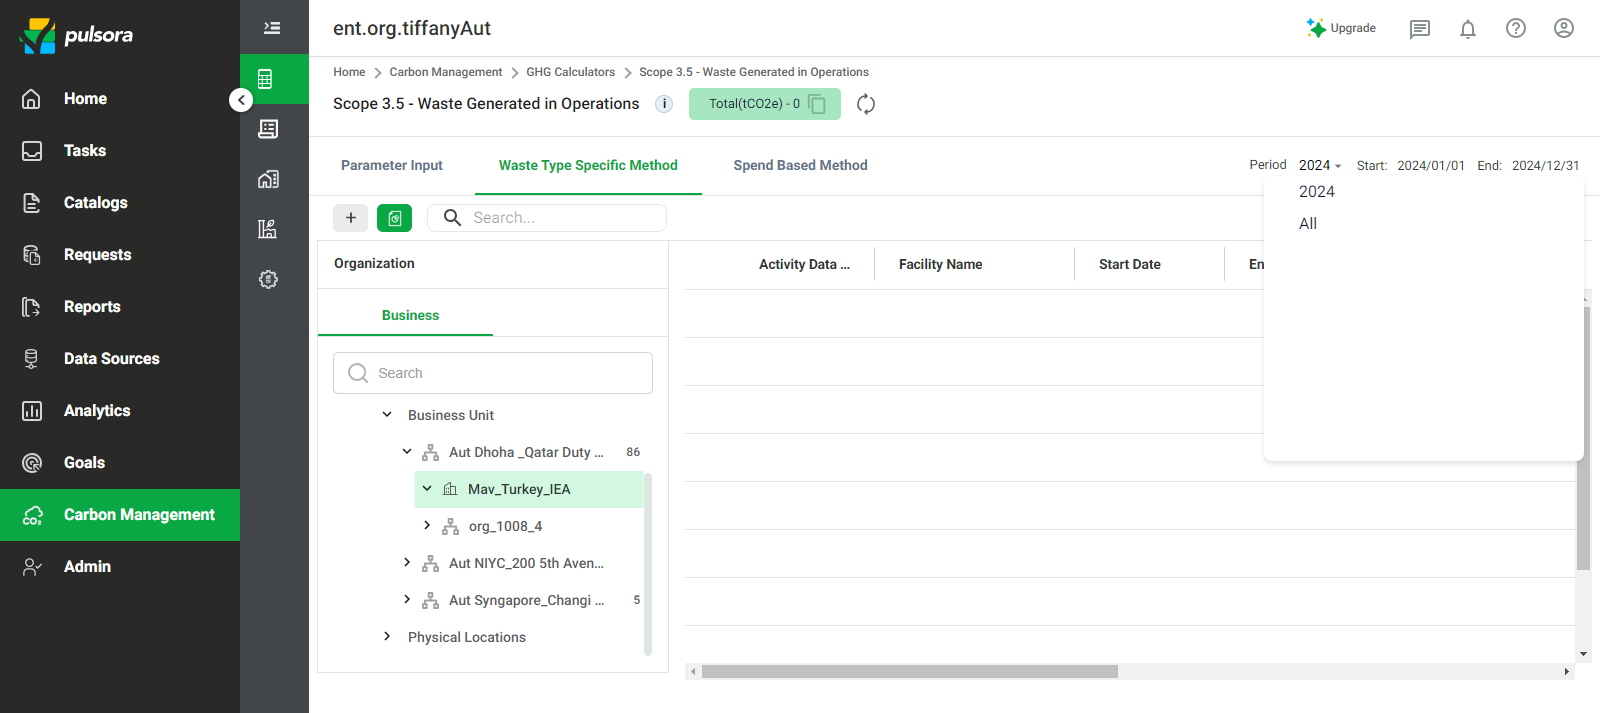 pulsora
Home
Tasks
Catalogs
Requests
Reports
Data Sources
Analytics
Goals
Carbon Management
Admin
ent.org.tiffanyAut
Upgrade
Home > Carbon Management > GHG Calculators > Scope 3.5 - Waste Generated in Operations
Scope 3.5 - Waste Generated in Operations i Total(tCO2e) - 0
Parameter Input Waste Type Specific Method Spend Based Method
Period 2024 Start: 2024/01/01 End: 2024/12/31
2024
All
+ Search...
Organization
Business
Search
Business Unit
Aut Dhoha _Qatar Duty ... 86
Mav_Turkey_IEA
org_1008_4
Aut NIYC_200 5th Aven...
Aut Syngapore_Changi ... 5
Physical Locations
Activity Data ... Facility Name Start Date En